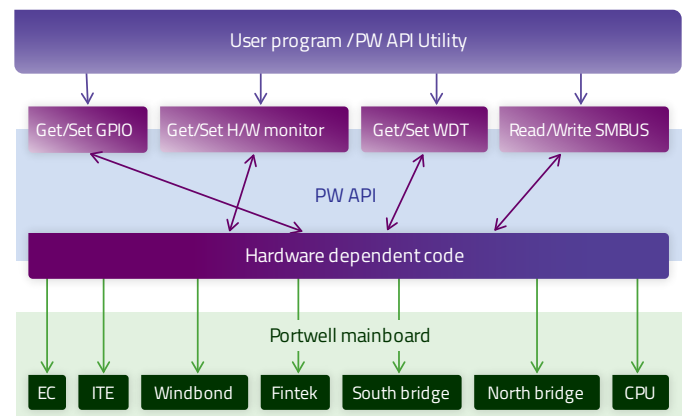 User program /PW API Utility
Get/Set GPIO
Get/Set H/W monitor
Get/Set WDT
Read/Write SMBUS
PW API
Hardware dependent code
Portwell mainboard
EC
ITE
Windbond
Fintek
South bridge
North bridge
CPU